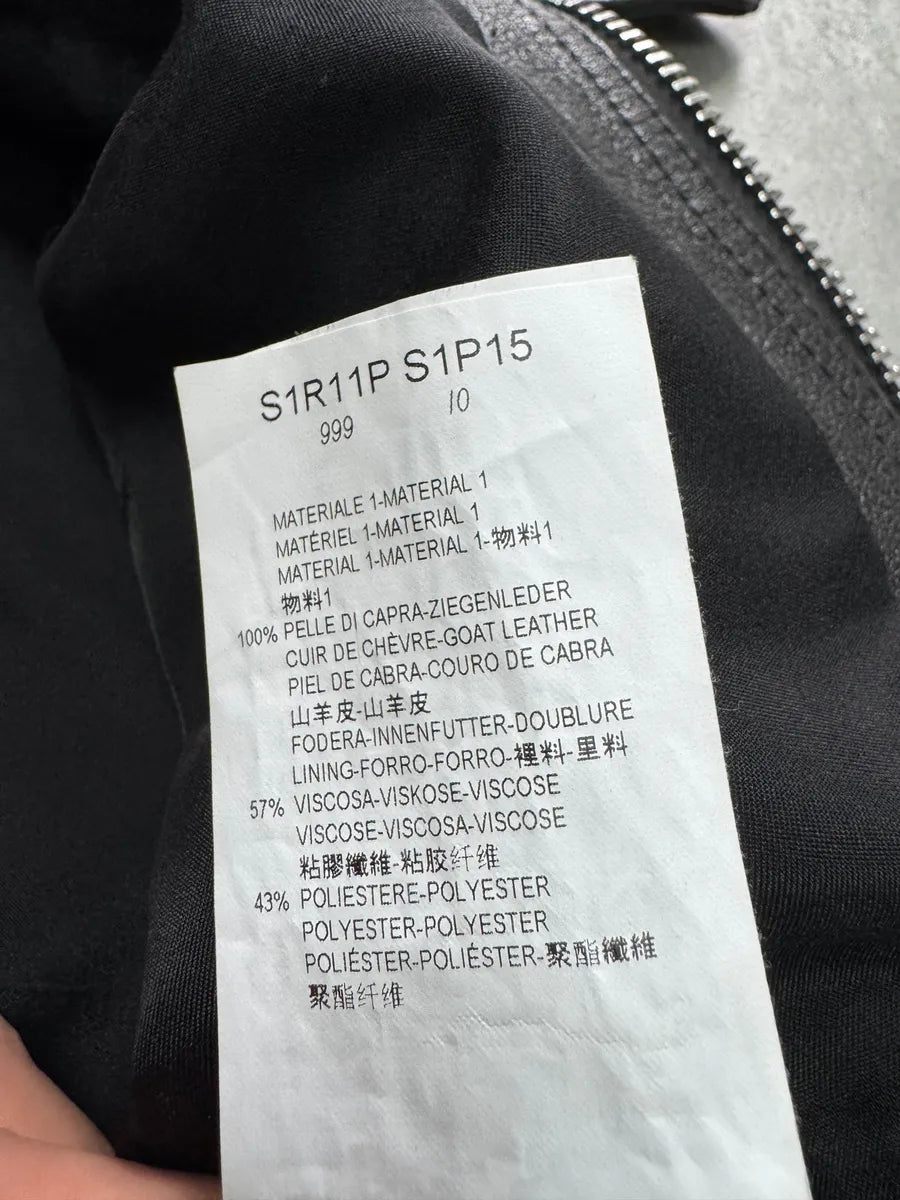 S1R11P S1P15
999 10
MATERIALE 1-MATERIAL 1
MATÉRIEL 1-MATERIAL 1
MATERIAL 1-MATERIAL 1-物料1
物料1
100% PELLE DI CAPRA-ZIEGENLEDER
CUIR DE CHÈVRE-GOAT LEATHER
PIEL DE CABRA-COURO DE CABRA
山羊皮-山羊皮
FODERA-INNENFUTTER-DOUBLURE
LINING-FORRO-FORRO-裡料-里料
57% VISCOSA-VISKOSE-VISCOSE
VISCOSE-VISCOSA-VISCOSE
粘膠纖維-粘胶纤维
43% POLIESTERE-POLYESTER
POLYESTER-POLYESTER
POLIÉSTER-POLIÉSTER-聚酯纖維
聚酯纤维